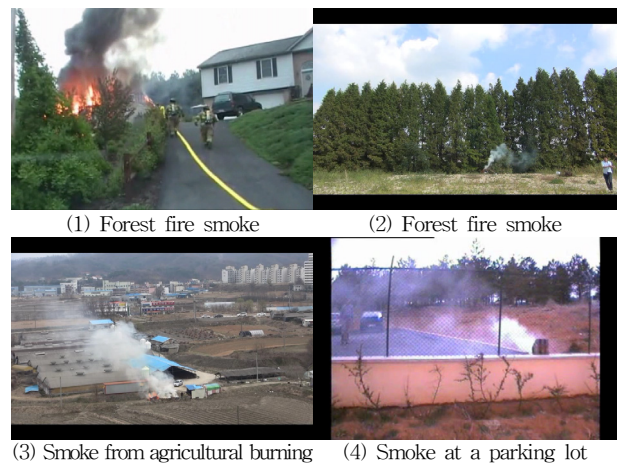 (1) Forest fire smoke
(2) Forest fire smoke
(3) Smoke from agricultural burning
(4) Smoke at a parking lot